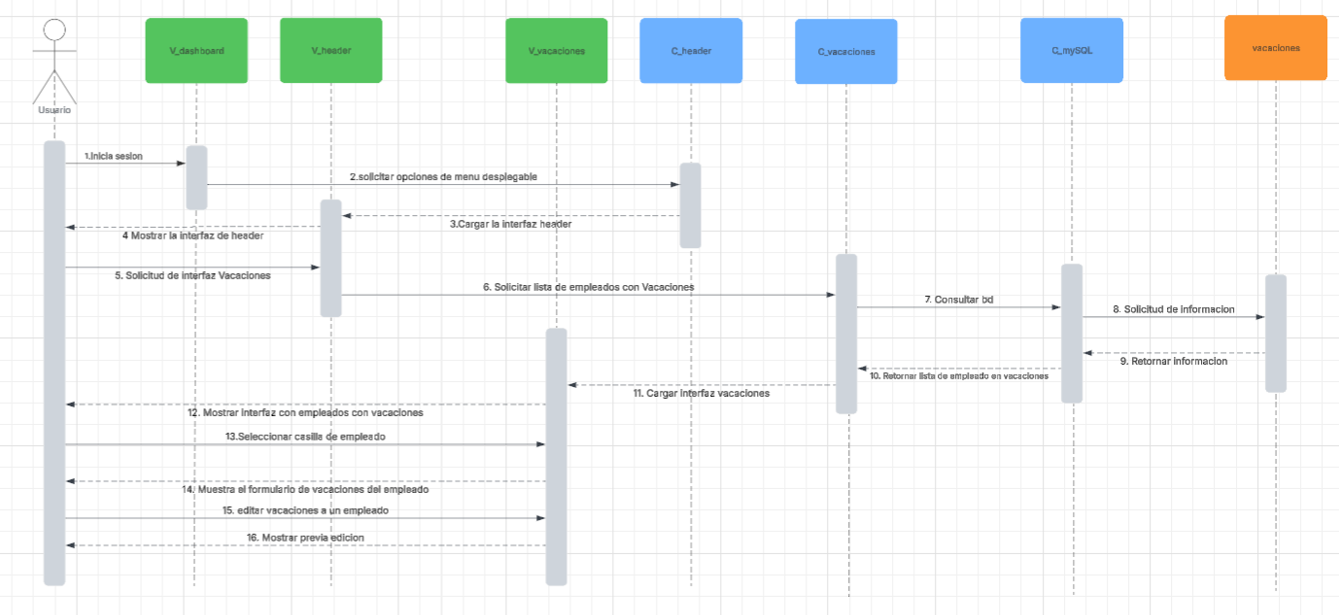 V_dashboard
V_header
V_vacaciones
C_header
C_vacaciones
C_mySQL
vacaciones
Usuario
1.Inicia sesion
2.solicitar opciones de menu desplegable
3.Cargar la interfaz header
4 Mostrar la interfaz de header
5. Solicitud de interfaz Vacaciones
6. Solicitar lista de empleados con Vacaciones
7. Consultar bd
8. Solicitud de informacion
9. Retornar informacion
10. Retornar lista de empleado en vacaciones
11. Cargar interfaz vacaciones
12. Mostrar interfaz con empleados con vacaciones
13.Seleccionar casilla de empleado
14. Muestra el formulario de vacaciones del empleado
15. editar vacaciones a un empleado
16. Mostrar previa edicion